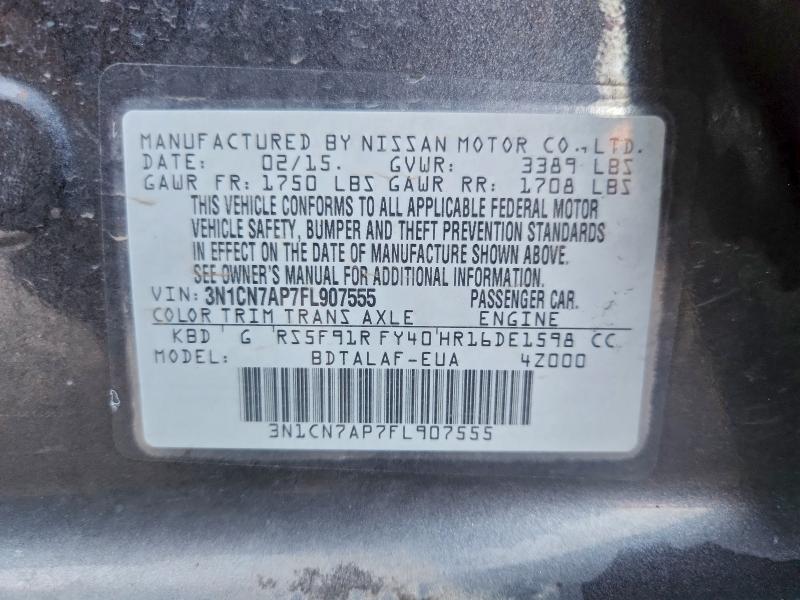 MANUFACTURED BY NISSAN MOTOR CO., LTD.
DATE: 02/15. GVWR: 3389 LBS
GAWR FR: 1750 LBS GAWR RR: 1708 LBS
THIS VEHICLE CONFORMS TO ALL APPLICABLE FEDERAL MOTOR
VEHICLE SAFETY, BUMPER AND THEFT PREVENTION STANDARDS
IN EFFECT ON THE DATE OF MANUFACTURE SHOWN ABOVE.
SEE OWNER'S MANUAL FOR ADDITIONAL INFORMATION.
VIN: 3N1CN7AP7FL907555 PASSENGER CAR.
COLOR TRIM TRANS AXLE ENGINE
KBD G RS5F91R FY40 HR16DE1598 CC
MODEL: BDTALAF-EUA 4Z000
3N1CN7AP7FL907555